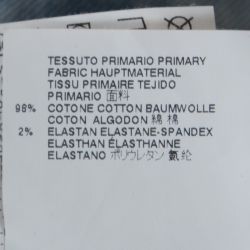 TESSUTO PRIMARIO PRIMARY
FABRIC HAUPTMATERIAL
TISSU PRIMAIRE TEJIDO
PRIMARIO 面料
98% COTONE COTTON BAUMWOLLE
COTON ALGODON 綿 棉
2% ELASTAN ELASTANE-SPANDEX
ELASTHAN ÉLASTHANNE
ELASTANO ポリウレタン 氨纶